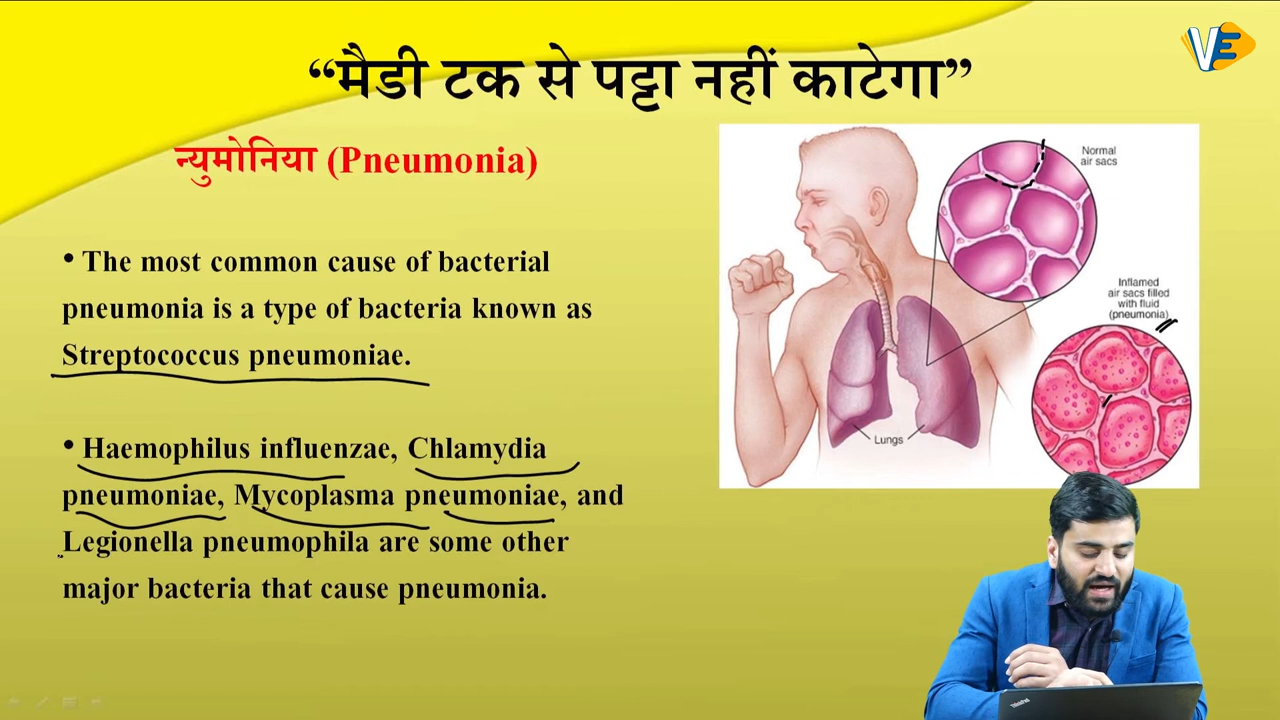 “मैडी टक से पट्टा नहीं काटेगा”
VE
न्युमोनिया (Pneumonia)
• The most common cause of bacterial
pneumonia is a type of bacteria known as
Streptococcus pneumoniae.
• Haemophilus influenzae, Chlamydia
pneumoniae, Mycoplasma pneumoniae, and
Legionella pneumophila are some other
major bacteria that cause pneumonia.
Normal
air sacs
Inflamed
air sacs filled
with fluid
(pneumonia)
Lungs
ThinkPad